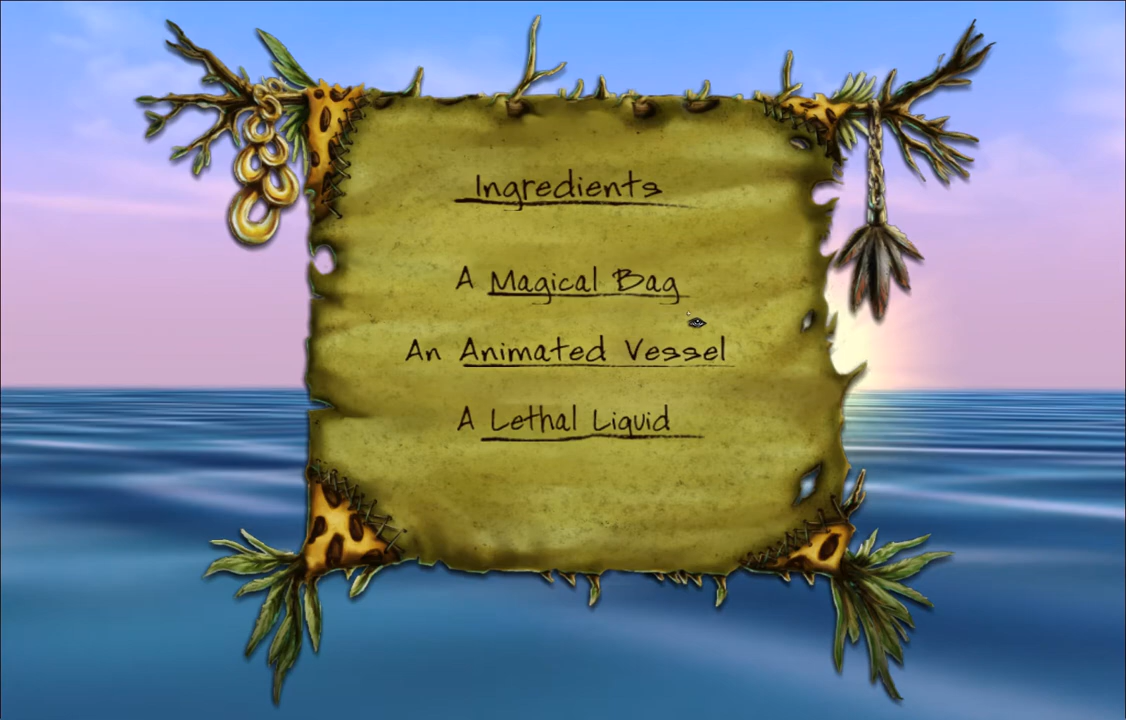 Ingredients
A Magical Bag
An Animated Vessel
A Lethal Liquid